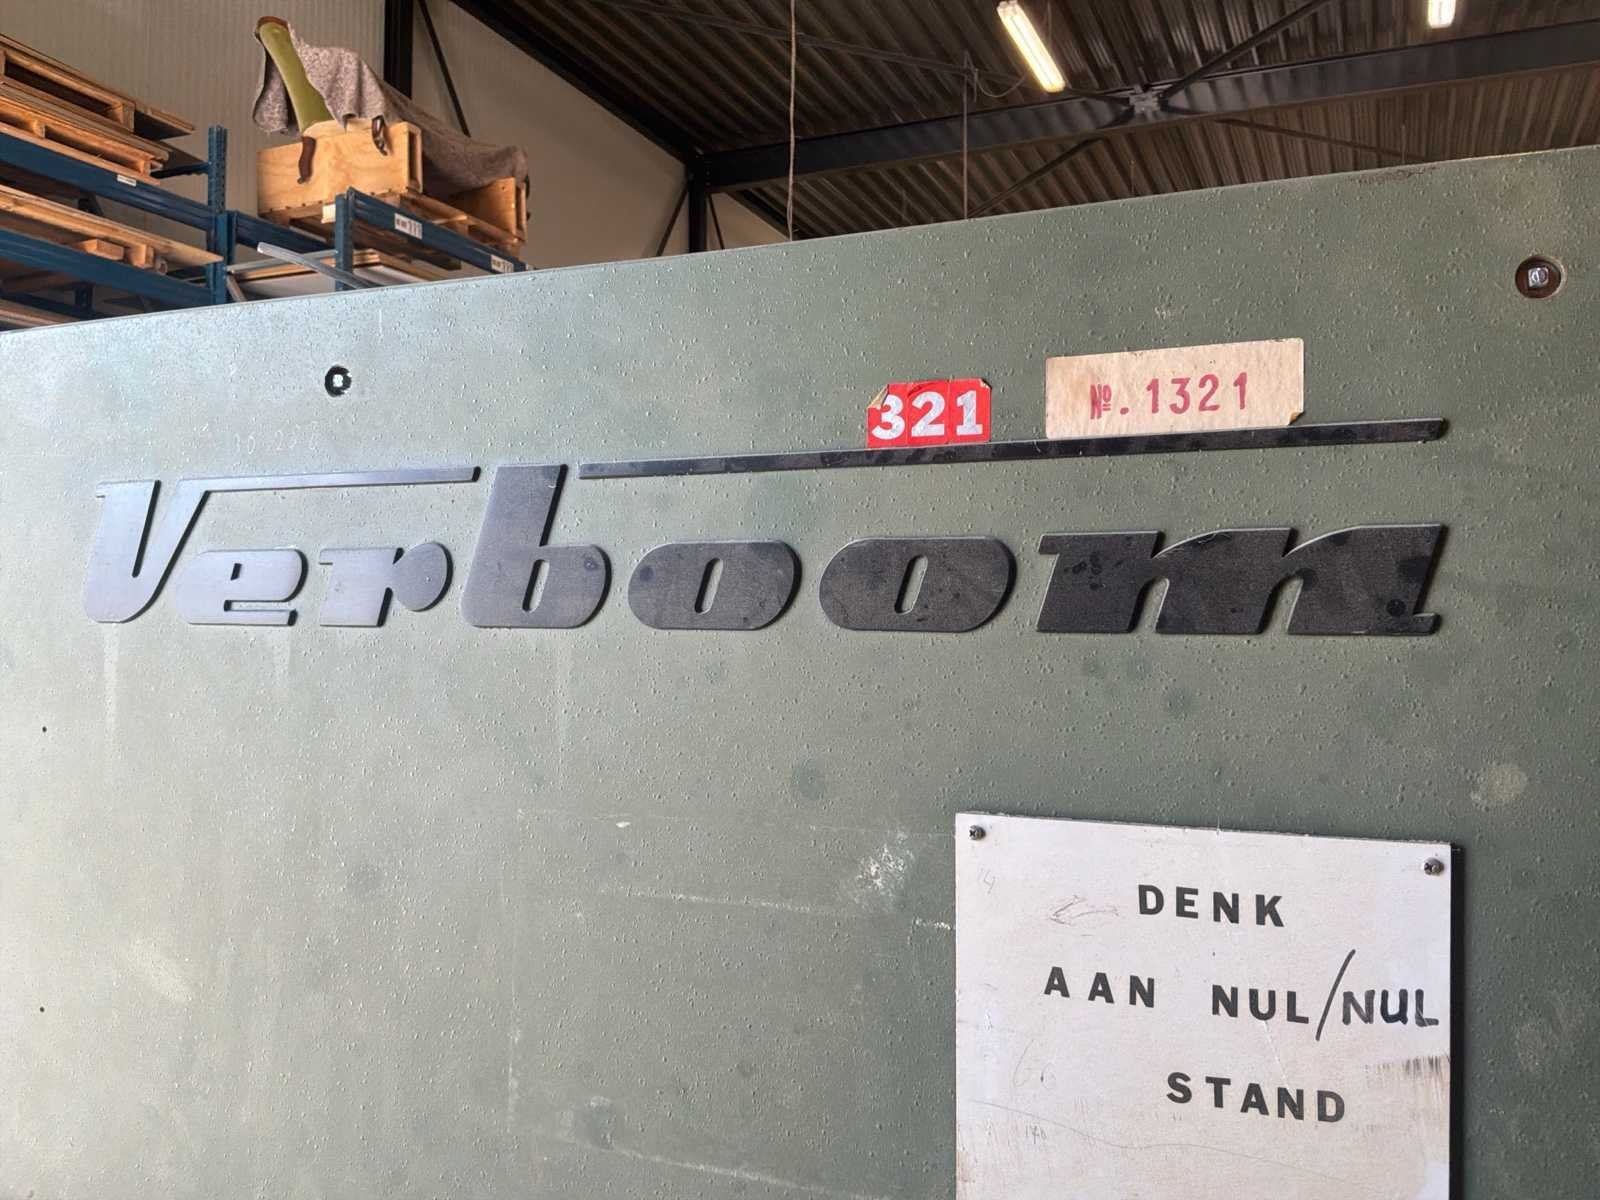 321
№. 1321
Verboom
DENK
AAN NUL/NUL
STAND